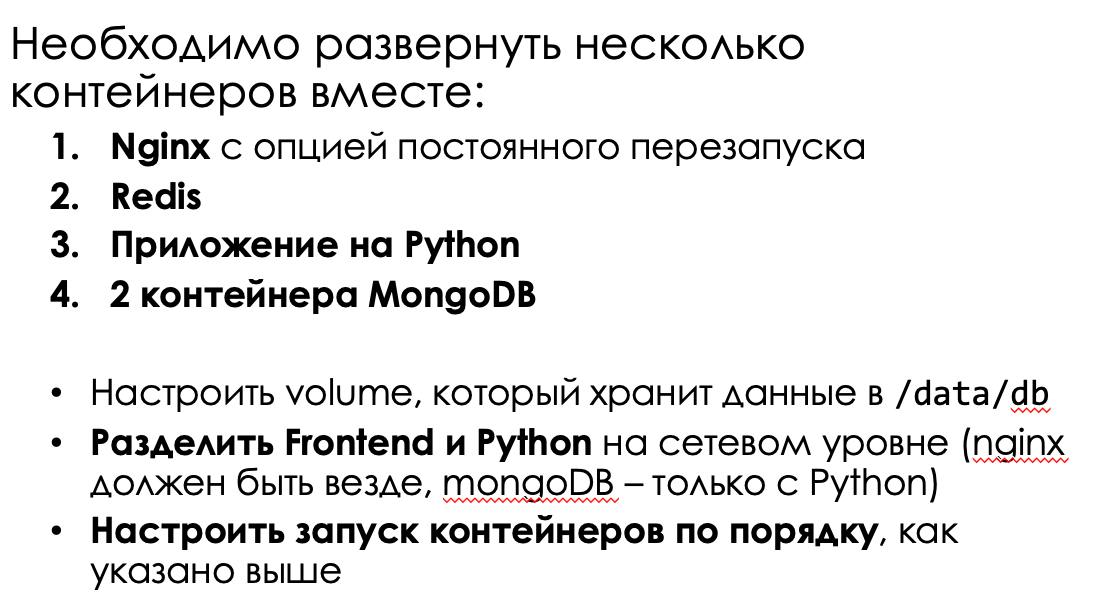 Необходимо развернуть несколько
контейнеров вместе:
1. Nginx с опцией постоянного перезапуска
2. Redis
3. Приложение на Python
4. 2 контейнера MongoDB
• Настроить volume, который хранит данные в /data/db
• Разделить Frontend и Python на сетевом уровне (nginx
должен быть везде, mongoDB – только с Python)
• Настроить запуск контейнеров по порядку, как
указано выше